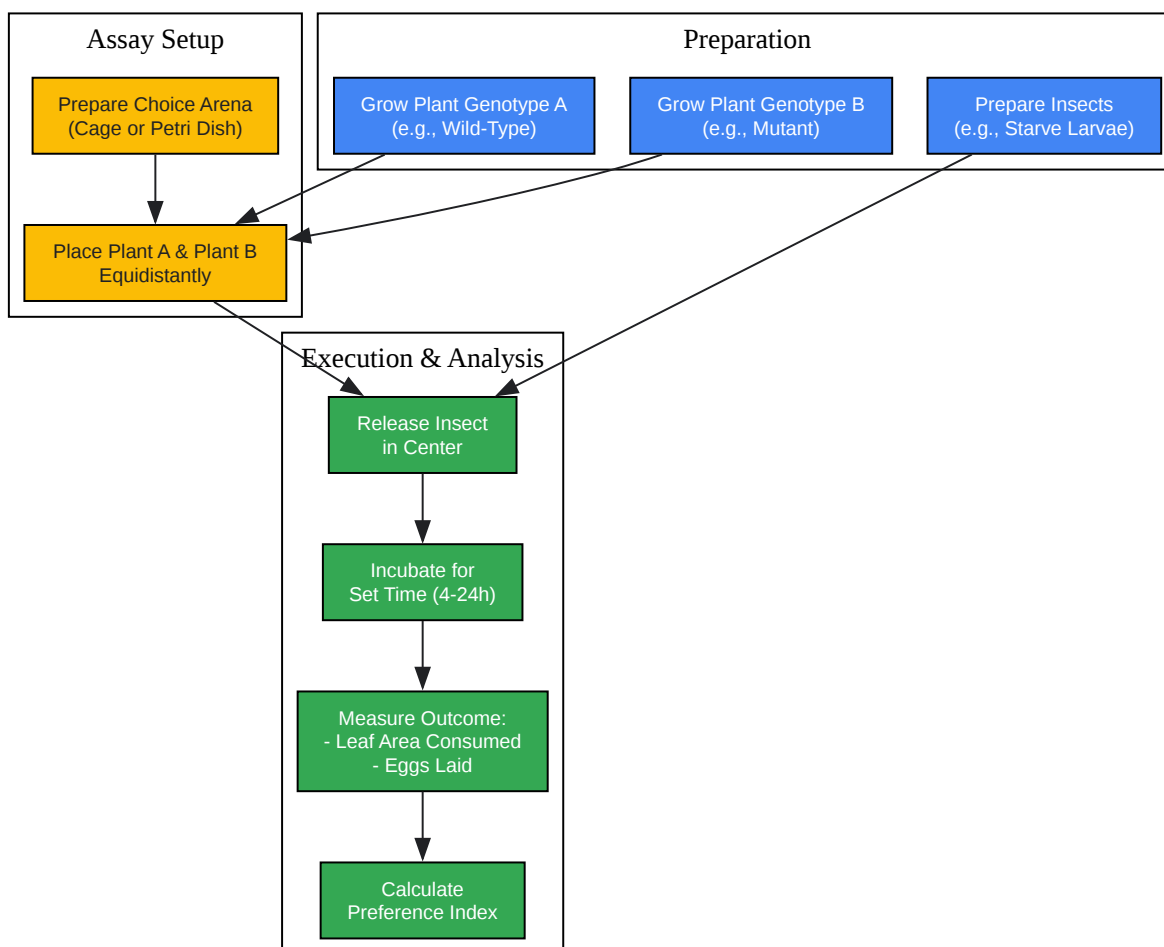 Assay Setup
Prepare Choice Arena
(Cage or Petri Dish)
Place Plant A & Plant B
Equidistantly
Preparation
Grow Plant Genotype A
(e.g., Wild-Type)
Grow Plant Genotype B
(e.g., Mutant)
Prepare Insects
(e.g., Starve Larvae)
Execution & Analysis
Release Insect
in Center
Incubate for
Set Time (4-24h)
Measure Outcome:
- Leaf Area Consumed
- Eggs Laid
Calculate
Preference Index